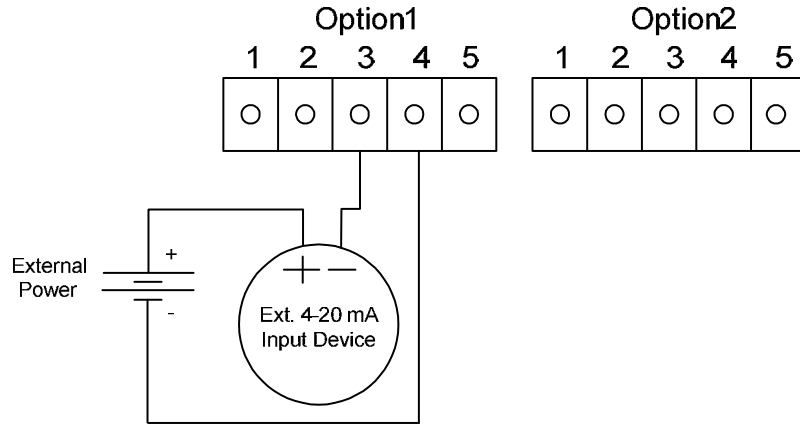 Option1 Option2
1 2 3 4 5 1 2 3 4 5
External
Power
+
-
+ −
Ext. 4-20 mA
Input Device